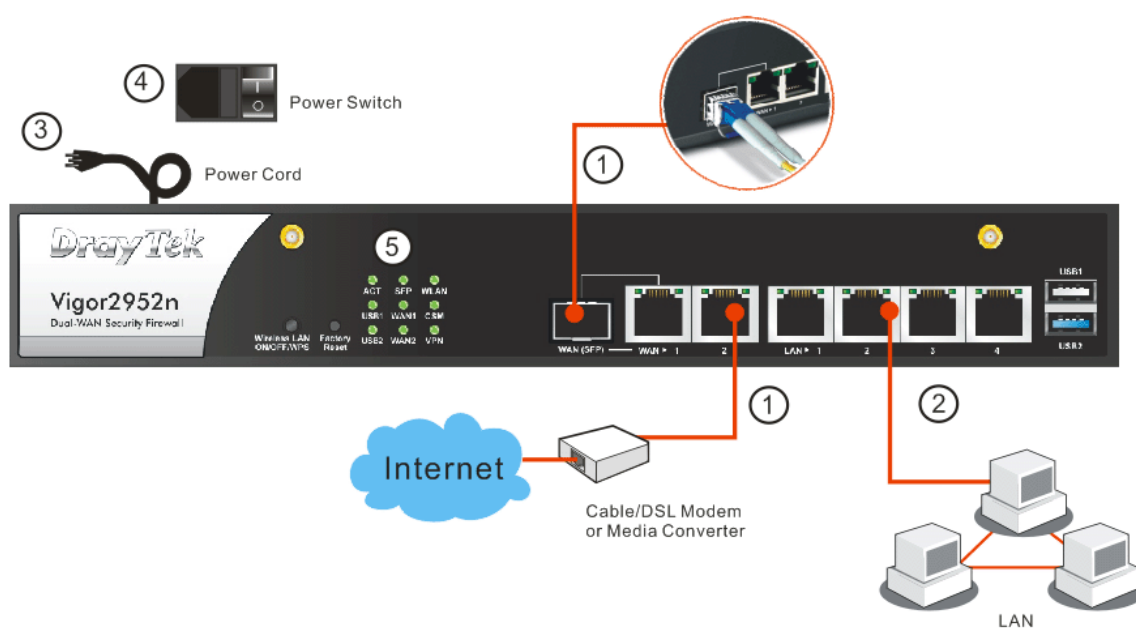 4
Power Switch
3
Power Cord
1
WAN ▸ 1
DrayTek
Vigor2952n
Dual-WAN Security Firewall
Wireless LAN
ON/OFF/WPS
Factory
Reset
5
ACT SFP WLAN
USB1 WAN1 CSM
USB2 WAN2 VPN
WAN (SFP) WAN ▸ 1 2
LAN ▸ 1 2 3 4
USB1
USB2
1
2
Internet
Cable/DSL Modem
or Media Converter
LAN